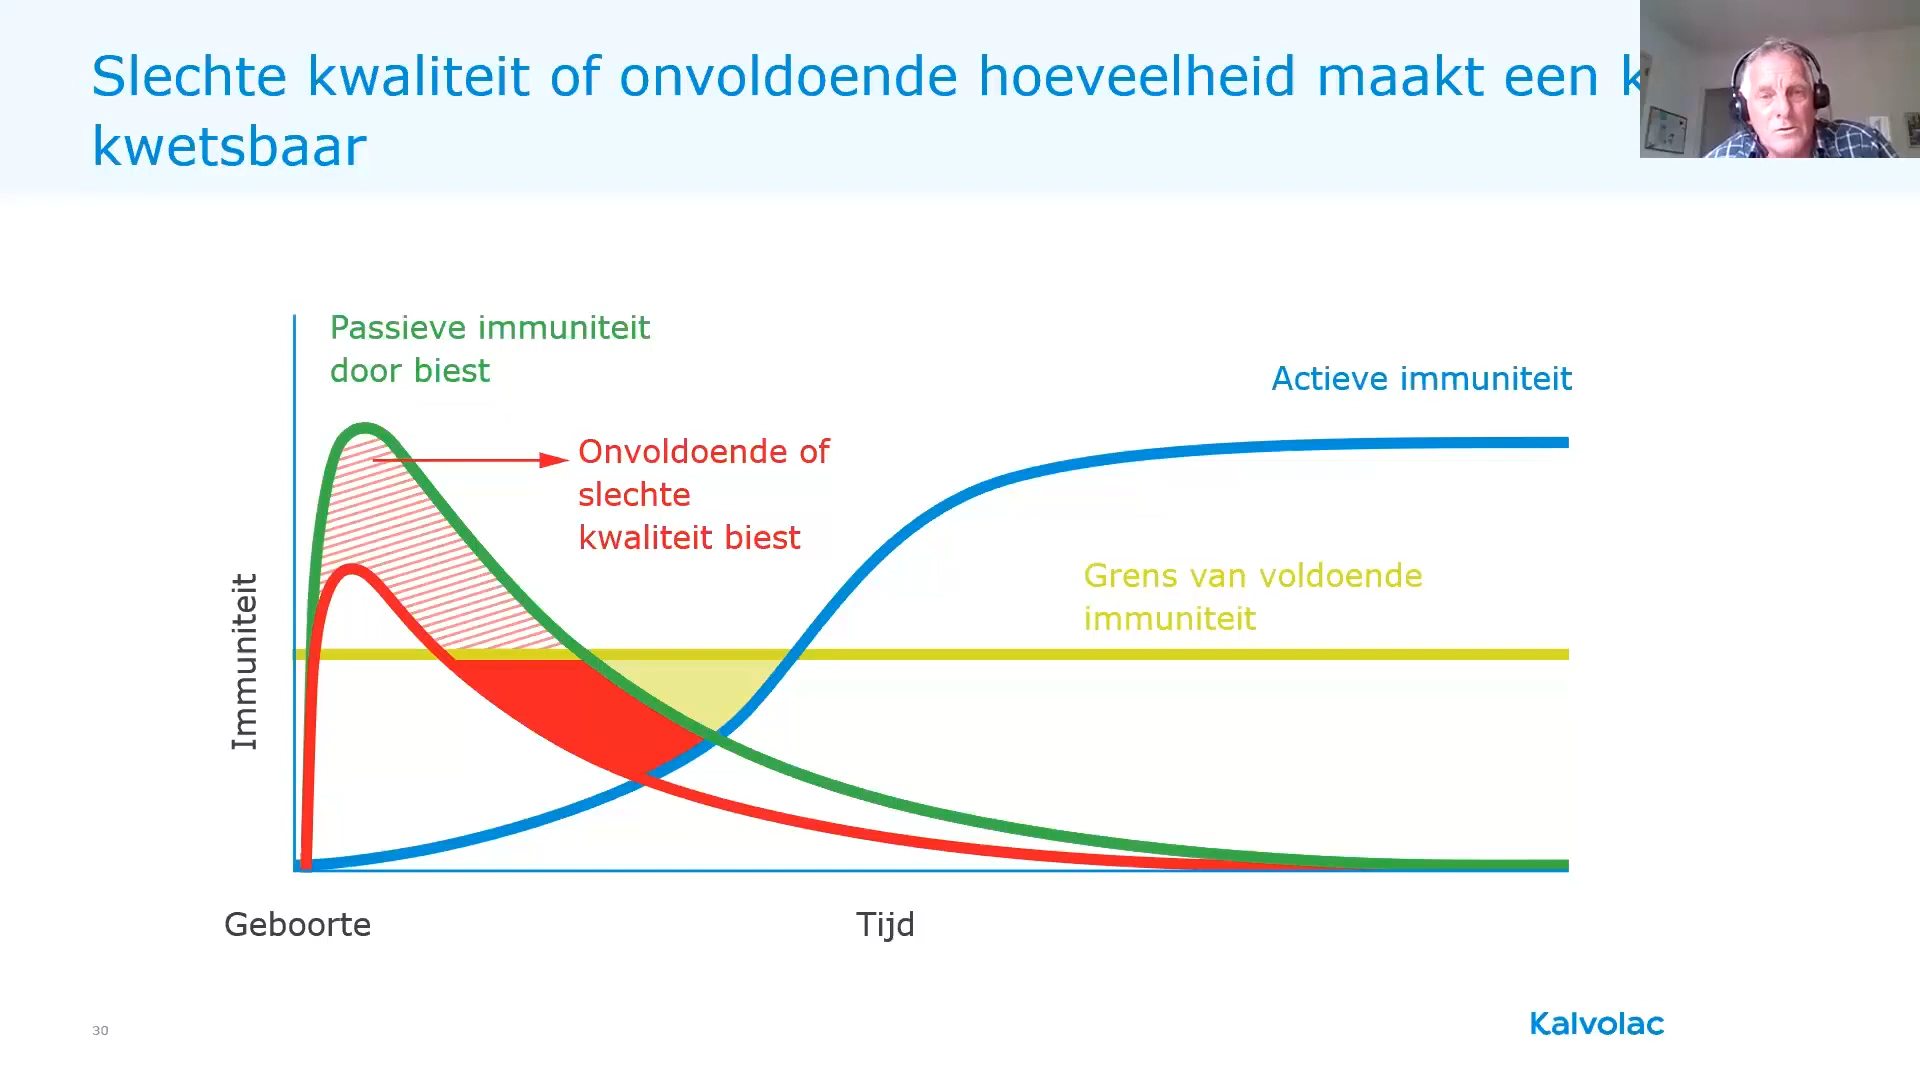 Slechte kwaliteit of onvoldoende hoeveelheid maakt een
kwetsbaar
Passieve immuniteit
door biest
Actieve immuniteit
Onvoldoende of
slechte
kwaliteit biest
Grens van voldoende
immuniteit
Immuniteit
Geboorte
Tijd
30
Kalvolac